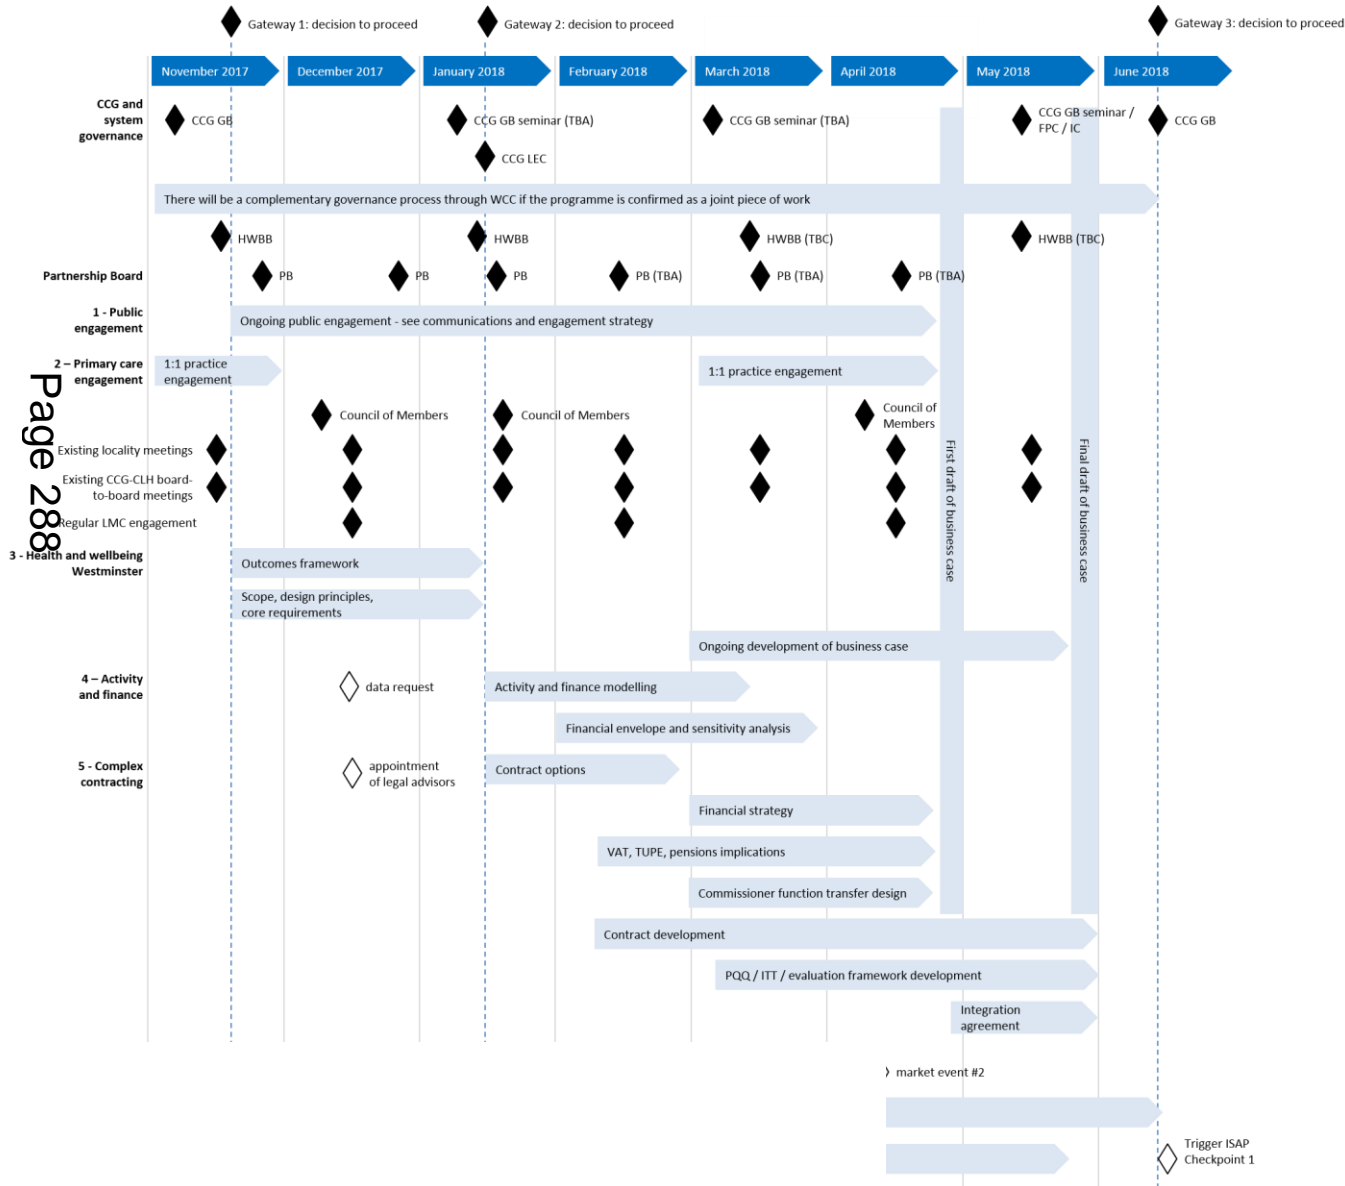 Gateway 1: decision to proceed
Gateway 2: decision to proceed
Gateway 3: decision to proceed
November 2017
December 2017
January 2018
February 2018
March 2018
April 2018
May 2018
June 2018
CCG and
system
governance
CCG GB
CCG GB seminar (TBA)
CCG GB seminar (TBA)
CCG GB seminar /
FPC / IC
CCG GB
CCG LEC
There will be a complementary governance process through WCC if the programme is confirmed as a joint piece of work
HWBB
HWBB
HWBB (TBC)
HWBB (TBC)
Partnership Board
PB
PB
PB
PB (TBA)
PB (TBA)
PB (TBA)
1 - Public
engagement
Ongoing public engagement - see communications and engagement strategy
2 – Primary care
engagement
1:1 practice
engagement
1:1 practice engagement
Page 288
Council of Members
Council of Members
Council of
Members
Existing locality meetings
Existing CCG-CLH board-
to-board meetings
Regular LMC engagement
First draft of business case
Final draft of business case
3 - Health and wellbeing
Westminster
Outcomes framework
Scope, design principles,
core requirements
Ongoing development of business case
4 – Activity
and finance
data request
Activity and finance modelling
Financial envelope and sensitivity analysis
5 - Complex
contracting
appointment
of legal advisors
Contract options
Financial strategy
VAT, TUPE, pensions implications
Commissioner function transfer design
Contract development
PQQ / ITT / evaluation framework development
Integration
agreement
market event #2
Trigger ISAP
Checkpoint 1